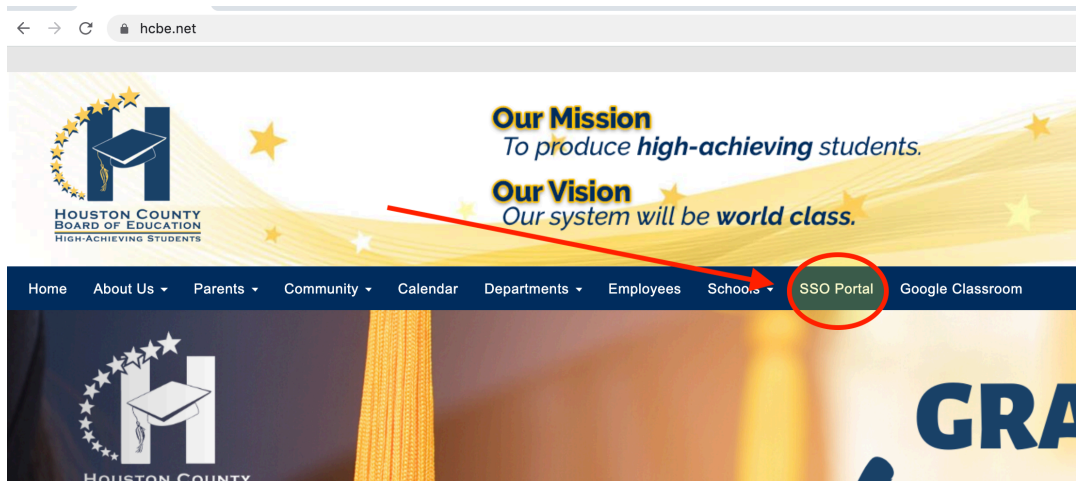 hcbe.net
Our Mission
To produce high-achieving students.
Our Vision
Our system will be world class.
HOUSTON COUNTY
BOARD OF EDUCATION
HIGH-ACHIEVING STUDENTS
Home About Us Parents Community Calendar Departments Employees Schools SSO Portal Google Classroom
GRA
HOUSTON COUNTY